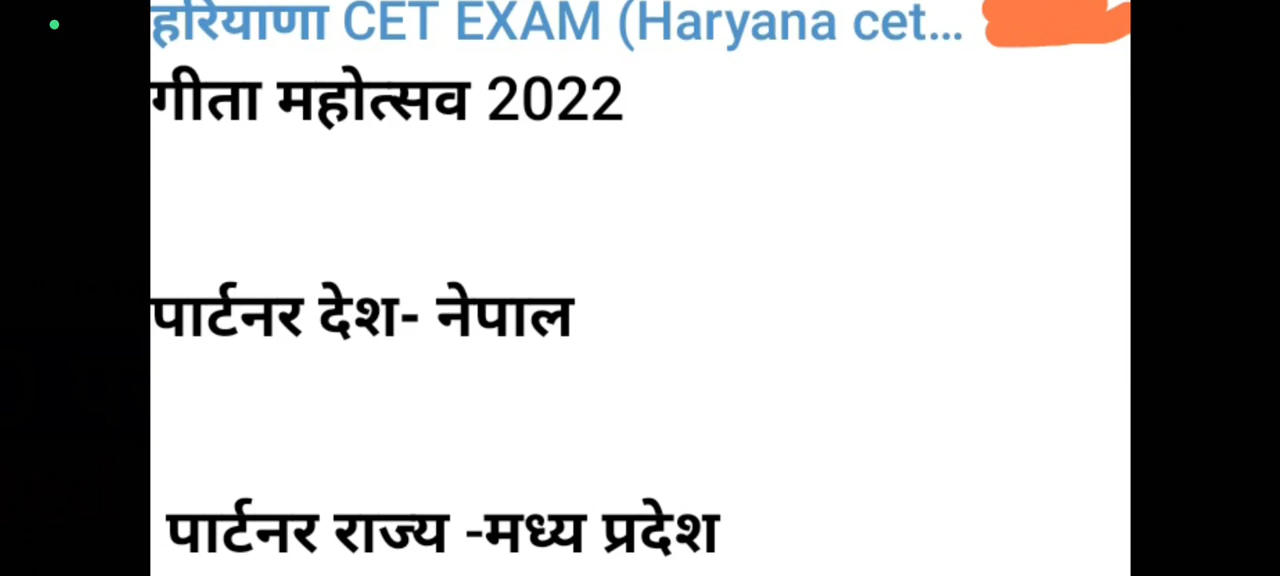 हरियाणा CET EXAM (Haryana cet...
गीता महोत्सव 2022
पार्टनर देश- नेपाल
पार्टनर राज्य -मध्य प्रदेश